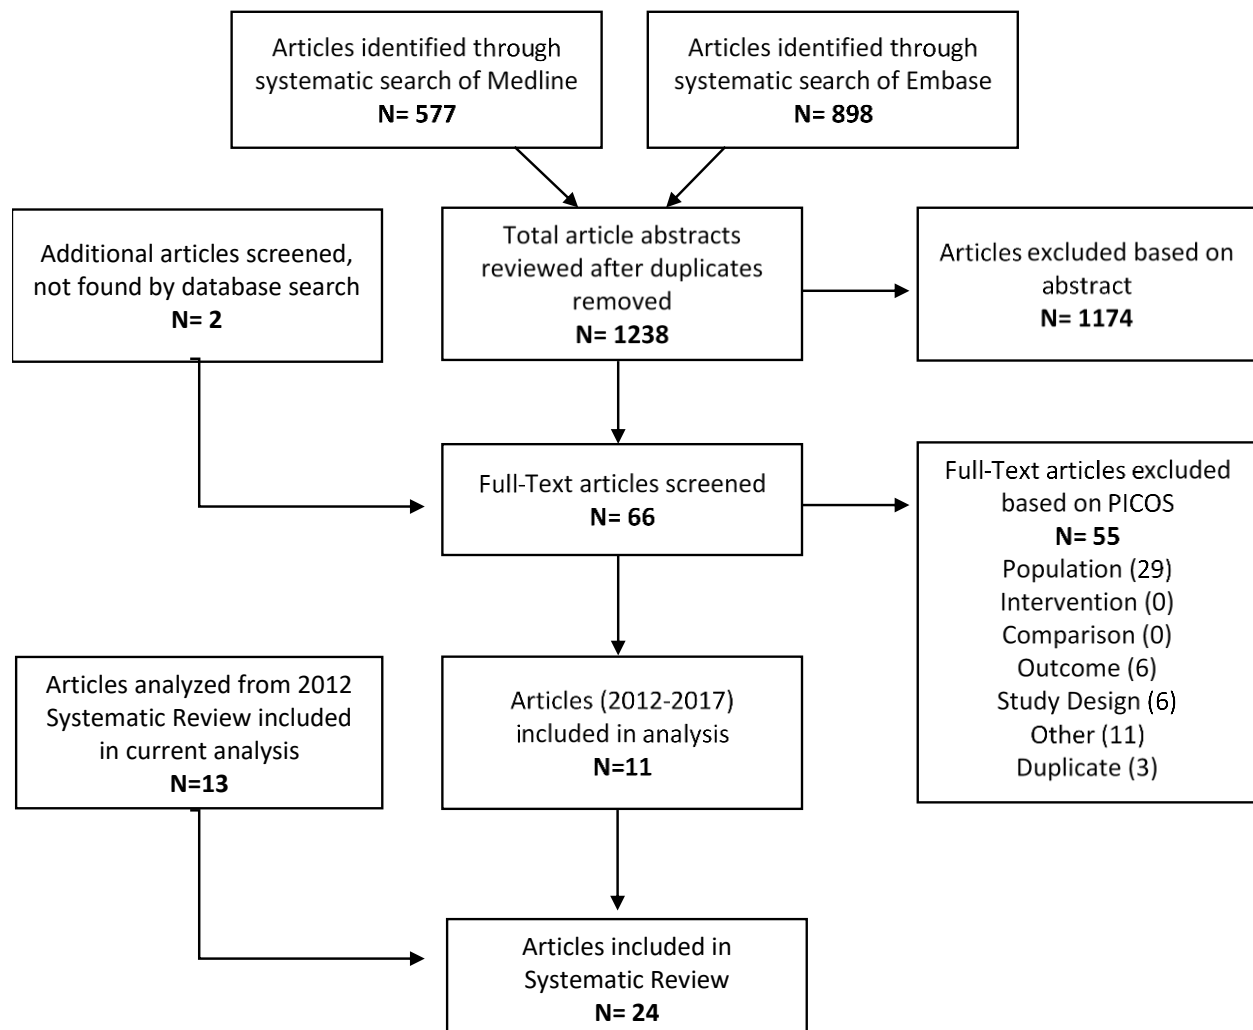 Articles identified through
systematic search of Medline
N= 577
Articles identified through
systematic search of Embase
N= 898
Additional articles screened,
not found by database search
N= 2
Total article abstracts
reviewed after duplicates
removed
N= 1238
Articles excluded based on
abstract
N= 1174
Full-Text articles screened
N= 66
Full-Text articles excluded
based on PICOS
N= 55
Population (29)
Intervention (0)
Comparison (0)
Outcome (6)
Study Design (6)
Other (11)
Duplicate (3)
Articles analyzed from 2012
Systematic Review included
in current analysis
N=13
Articles (2012-2017)
included in analysis
N=11
Articles included in
Systematic Review
N= 24